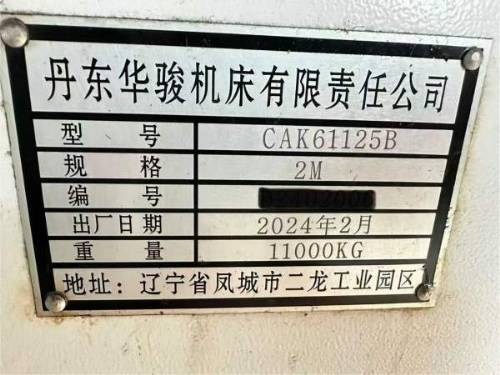 丹东华骏机床有限责任公司
型 号 CAK61125B
规 格 2M
编 号
出厂日期 2024年2月
重 量 11000KG
地址：辽宁省凤城市二龙工业园区